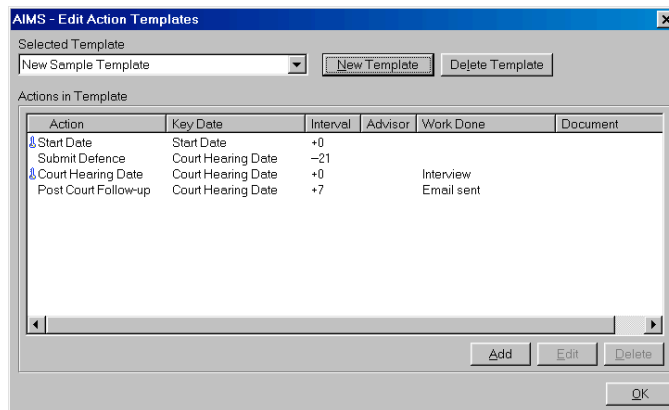 AIMS - Edit Action Templates
Selected Template
New Sample Template New Template Delete Template
Actions in Template
Action Key Date Interval Advisor Work Done Document
Start Date Start Date +0
Submit Defence Court Hearing Date −21
Court Hearing Date Court Hearing Date +0 Interview
Post Court Follow-up Court Hearing Date +7 Email sent
Add Edit Delete
OK